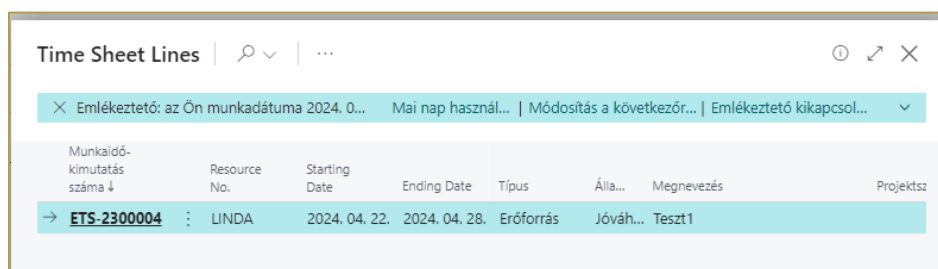 Time Sheet Lines
Emlékeztető: az Ön munkadátuma 2024. 0... Mai nap használ... | Módosítás a következőr... | Emlékeztető kikapcsol...
Munkaidő-
kimutatás Resource Starting
száma ↓ No. Date Ending Date Típus Álla... Megnevezés Projektsz
ETS-2300004 LINDA 2024. 04. 22. 2024. 04. 28. Erőforrás Jóváh... Teszt1